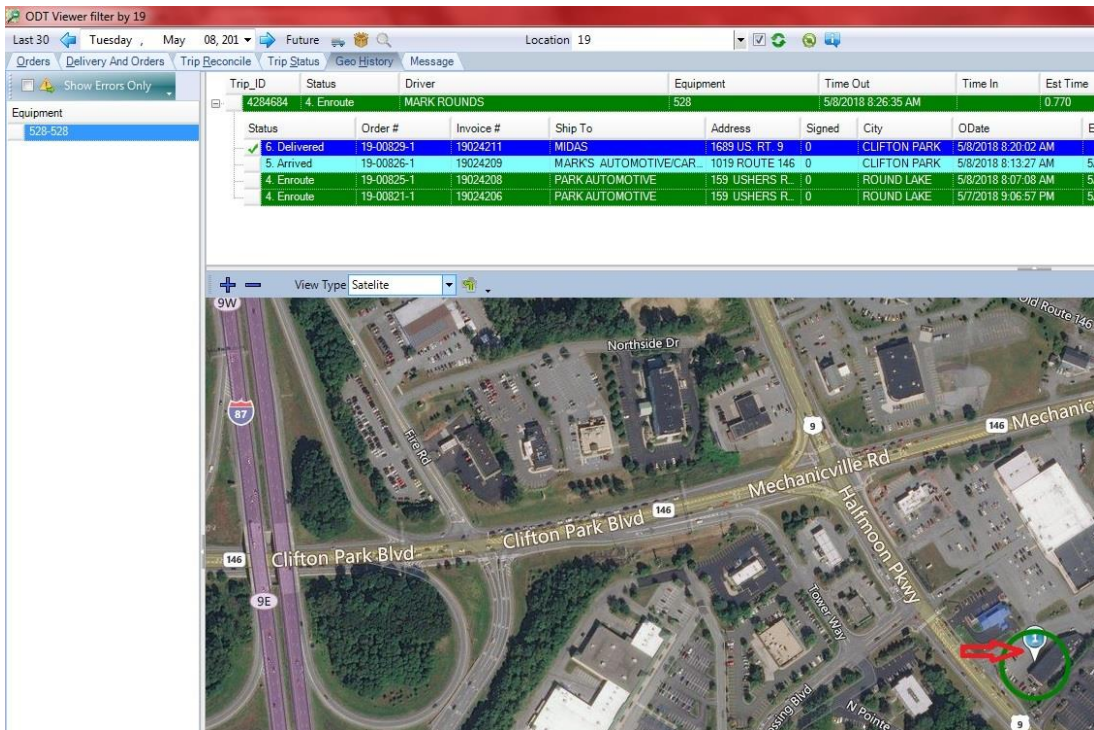 ODT Viewer filter by 19
Last 30 Tuesday , May 08, 201 Future Location 19
Orders Delivery And Orders Trip Reconcile Trip Status Geo History Message
Show Errors Only
Equipment
528-528
Trip_ID Status Driver Equipment Time Out Time In Est Time
4284684 4. Enroute MARK ROUNDS 528 5/8/2018 8:26:35 AM 0.770
Status Order # Invoice # Ship To Address Signed City ODate E
6. Delivered 19-00829-1 19024211 MIDAS 1689 US. RT. 9 0 CLIFTON PARK 5/8/2018 8:20:02 AM
5. Arrived 19-00826-1 19024209 MARK'S AUTOMOTIVE/CAR... 1019 ROUTE 146 0 CLIFTON PARK 5/8/2018 8:13:27 AM 5/
4. Enroute 19-00825-1 19024208 PARK AUTOMOTIVE 159 USHERS R... 0 ROUND LAKE 5/8/2018 8:07:08 AM 5/
4. Enroute 19-00821-1 19024206 PARK AUTOMOTIVE 159 USHERS R... 0 ROUND LAKE 5/7/2018 9:06:57 PM 5/
View Type Satelite
9W
Old Route 146
Northside Dr
87
Fire Rd
9
146 Mechanicv
Mechanicville Rd
Halfmoon Pkwy
Clifton Park Blvd 146
146 Clifton Park Blvd
9E
Tower Way
1
ossing Blvd
N Pointe
9